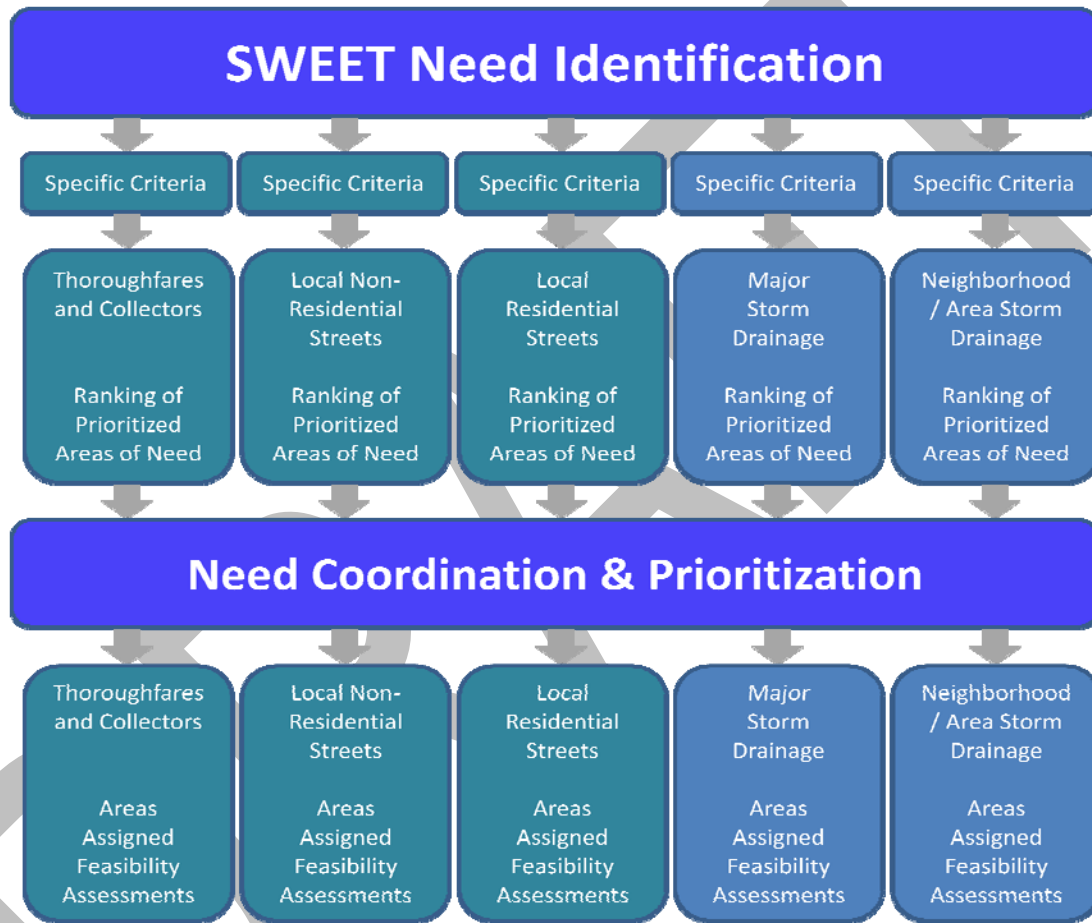 SWEET Need Identification
Specific Criteria
Specific Criteria
Specific Criteria
Specific Criteria
Specific Criteria
Thoroughfares
and Collectors
Ranking of
Prioritized
Areas of Need
Local Non-
Residential
Streets
Ranking of
Prioritized
Areas of Need
Local
Residential
Streets
Ranking of
Prioritized
Areas of Need
Major
Storm
Drainage
Ranking of
Prioritized
Areas of Need
Neighborhood
/ Area Storm
Drainage
Ranking of
Prioritized
Areas of Need
Need Coordination & Prioritization
Thoroughfares
and Collectors
Areas
Assigned
Feasibility
Assessments
Local Non-
Residential
Streets
Areas
Assigned
Feasibility
Assessments
Local
Residential
Streets
Areas
Assigned
Feasibility
Assessments
Major
Storm
Drainage
Areas
Assigned
Feasibility
Assessments
Neighborhood
/ Area Storm
Drainage
Areas
Assigned
Feasibility
Assessments